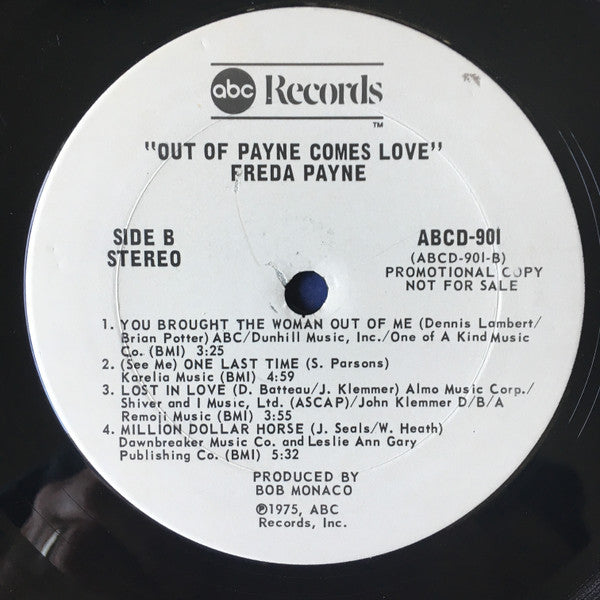 abc Records
TM
"OUT OF PAYNE COMES LOVE"
FREDA PAYNE
SIDE B
STEREO
ABCD-901
(ABCD-901-B)
PROMOTIONAL COPY
NOT FOR SALE
1. YOU BROUGHT THE WOMAN OUT OF ME (Dennis Lambert/
Brian Potter) ABC/Dunhill Music, Inc./One of A Kind Music
Co. (BMI) 3:25
2. (See Me) ONE LAST TIME (S. Parsons)
Karelia Music (BMI) 4:59
3. LOST IN LOVE (D. Batteau/J. Klemmer) Almo Music Corp./
Shiver and I Music, Ltd. (ASCAP)/John Klemmer D/B/A
Remoji Music (BMI) 3:55
4. MILLION DOLLAR HORSE (J. Seals/W. Heath)
Dawnbreaker Music Co. and Leslie Ann Gary
Publishing Co. (BMI) 5:32
PRODUCED BY
BOB MONACO
℗1975, ABC
Records, Inc.